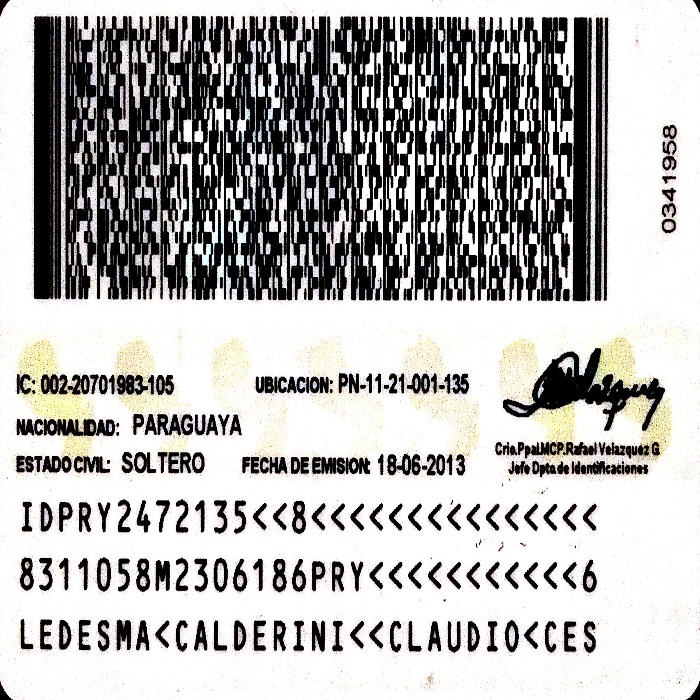 0341958
IC: 002-20701983-105 UBICACION: PN-11-21-001-135
NACIONALIDAD: PARAGUAYA
ESTADO CIVIL: SOLTERO FECHA DE EMISION: 18-06-2013
Crio.Ppal.MCP.Rafael Velazquez G
Jefe Dpto de Identificaciones
IDPRY2472135<<8<<<<<<<<<<<<<<<
8311058M2306186PRY<<<<<<<<<<<6
LEDESMA<CALDERINI<<CLAUDIO<CES